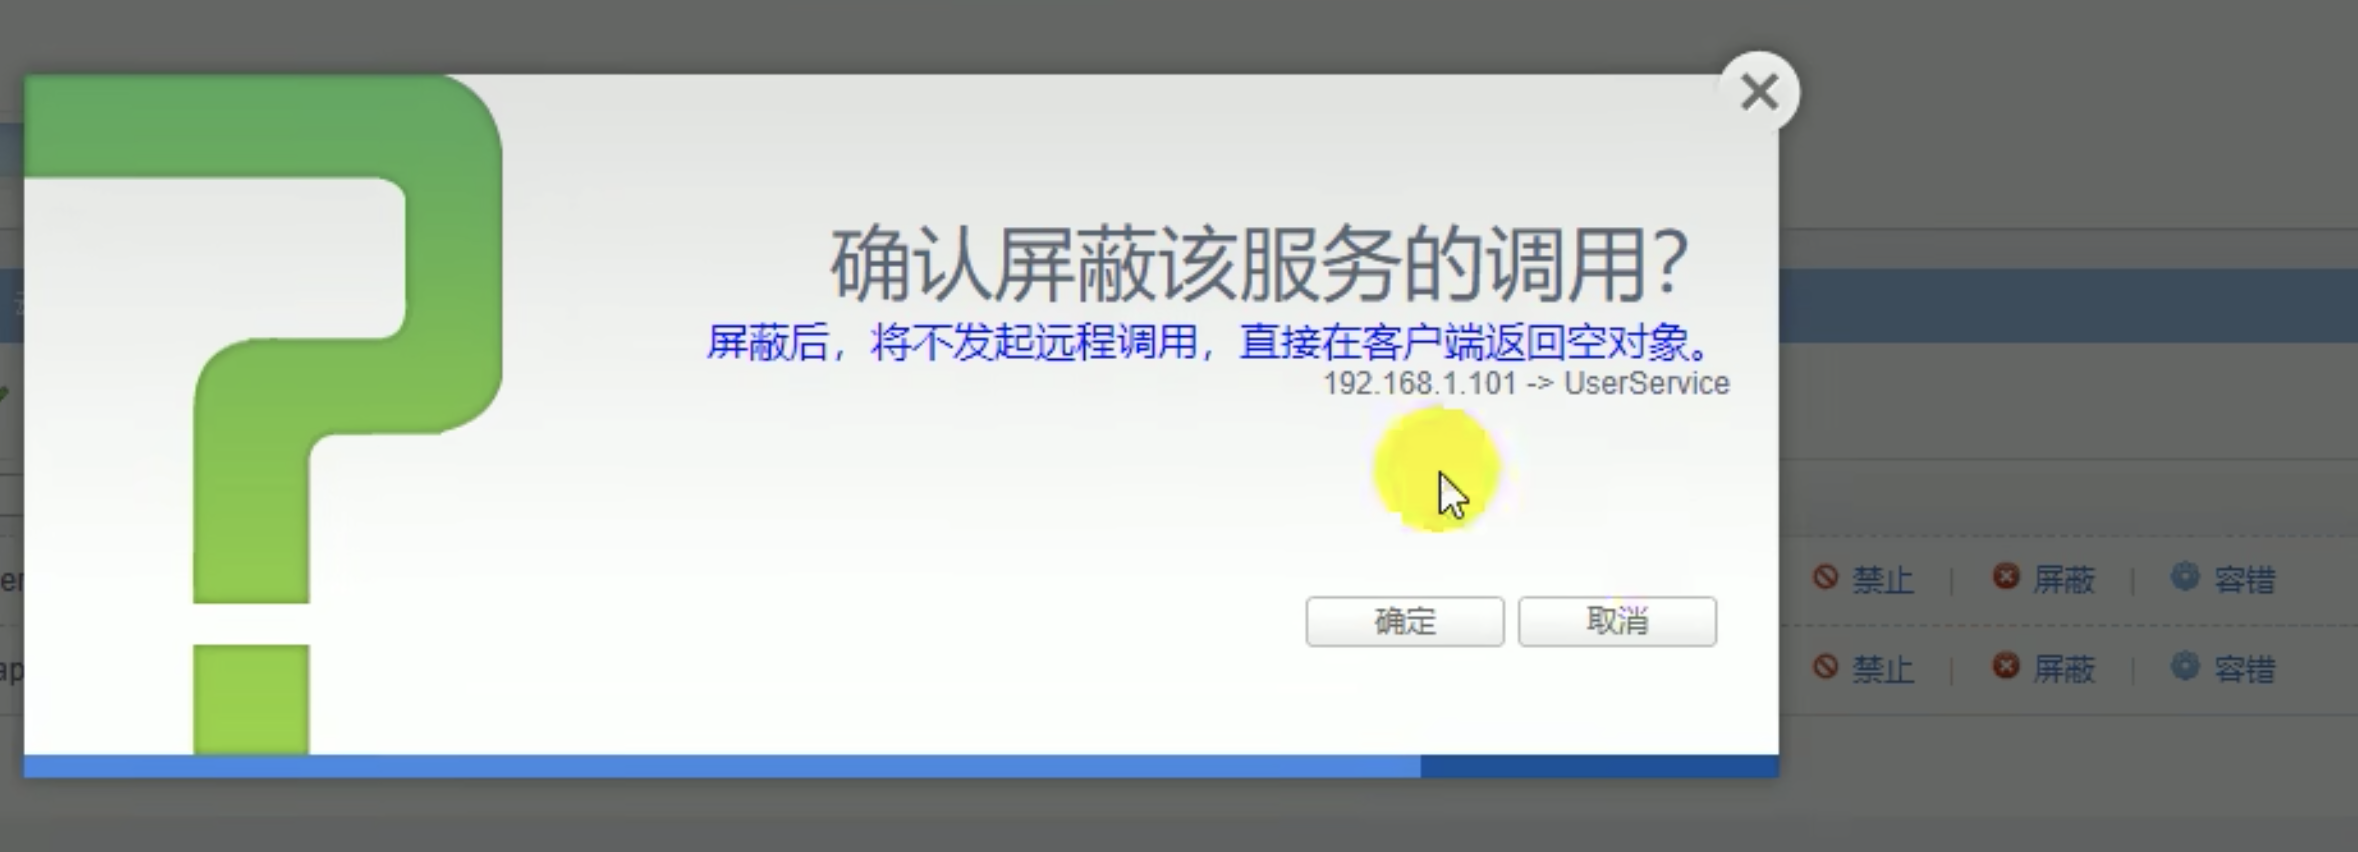 确认屏蔽该服务的调用?
屏蔽后，将不发起远程调用，直接在客户端返回空对象。
192.168.1.101 -> UserService
er 禁止 | 屏蔽 | 容错
确定 取消
ap 禁止 | 屏蔽 | 容错